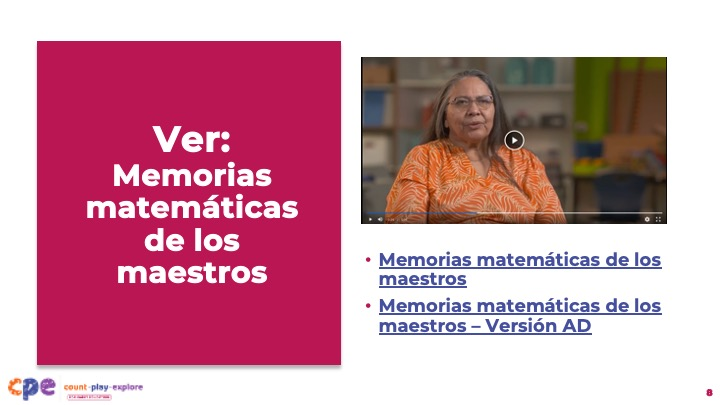 Ver:
Memorias
matemáticas
de los
maestros
• Memorias matemáticas de los
maestros
• Memorias matemáticas de los
maestros – Versión AD
cpe
count-play-explore
8